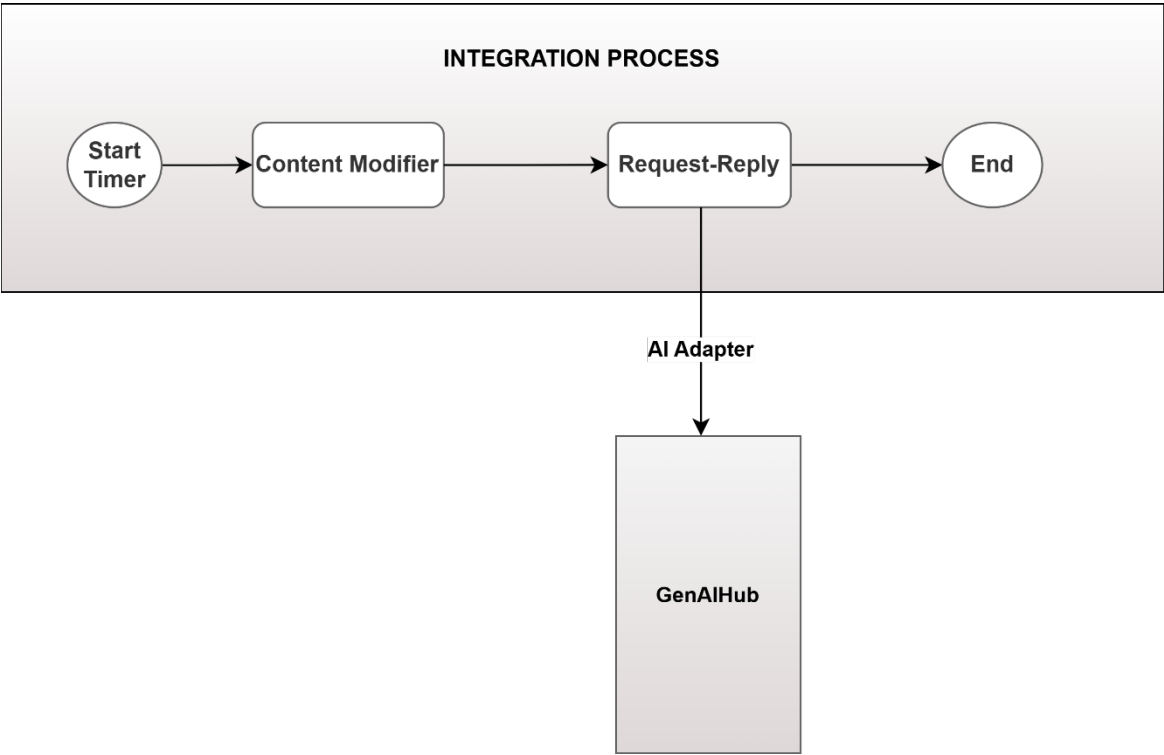 INTEGRATION PROCESS
Start
Timer
Content Modifier
Request-Reply
End
AI Adapter
GenAIHub